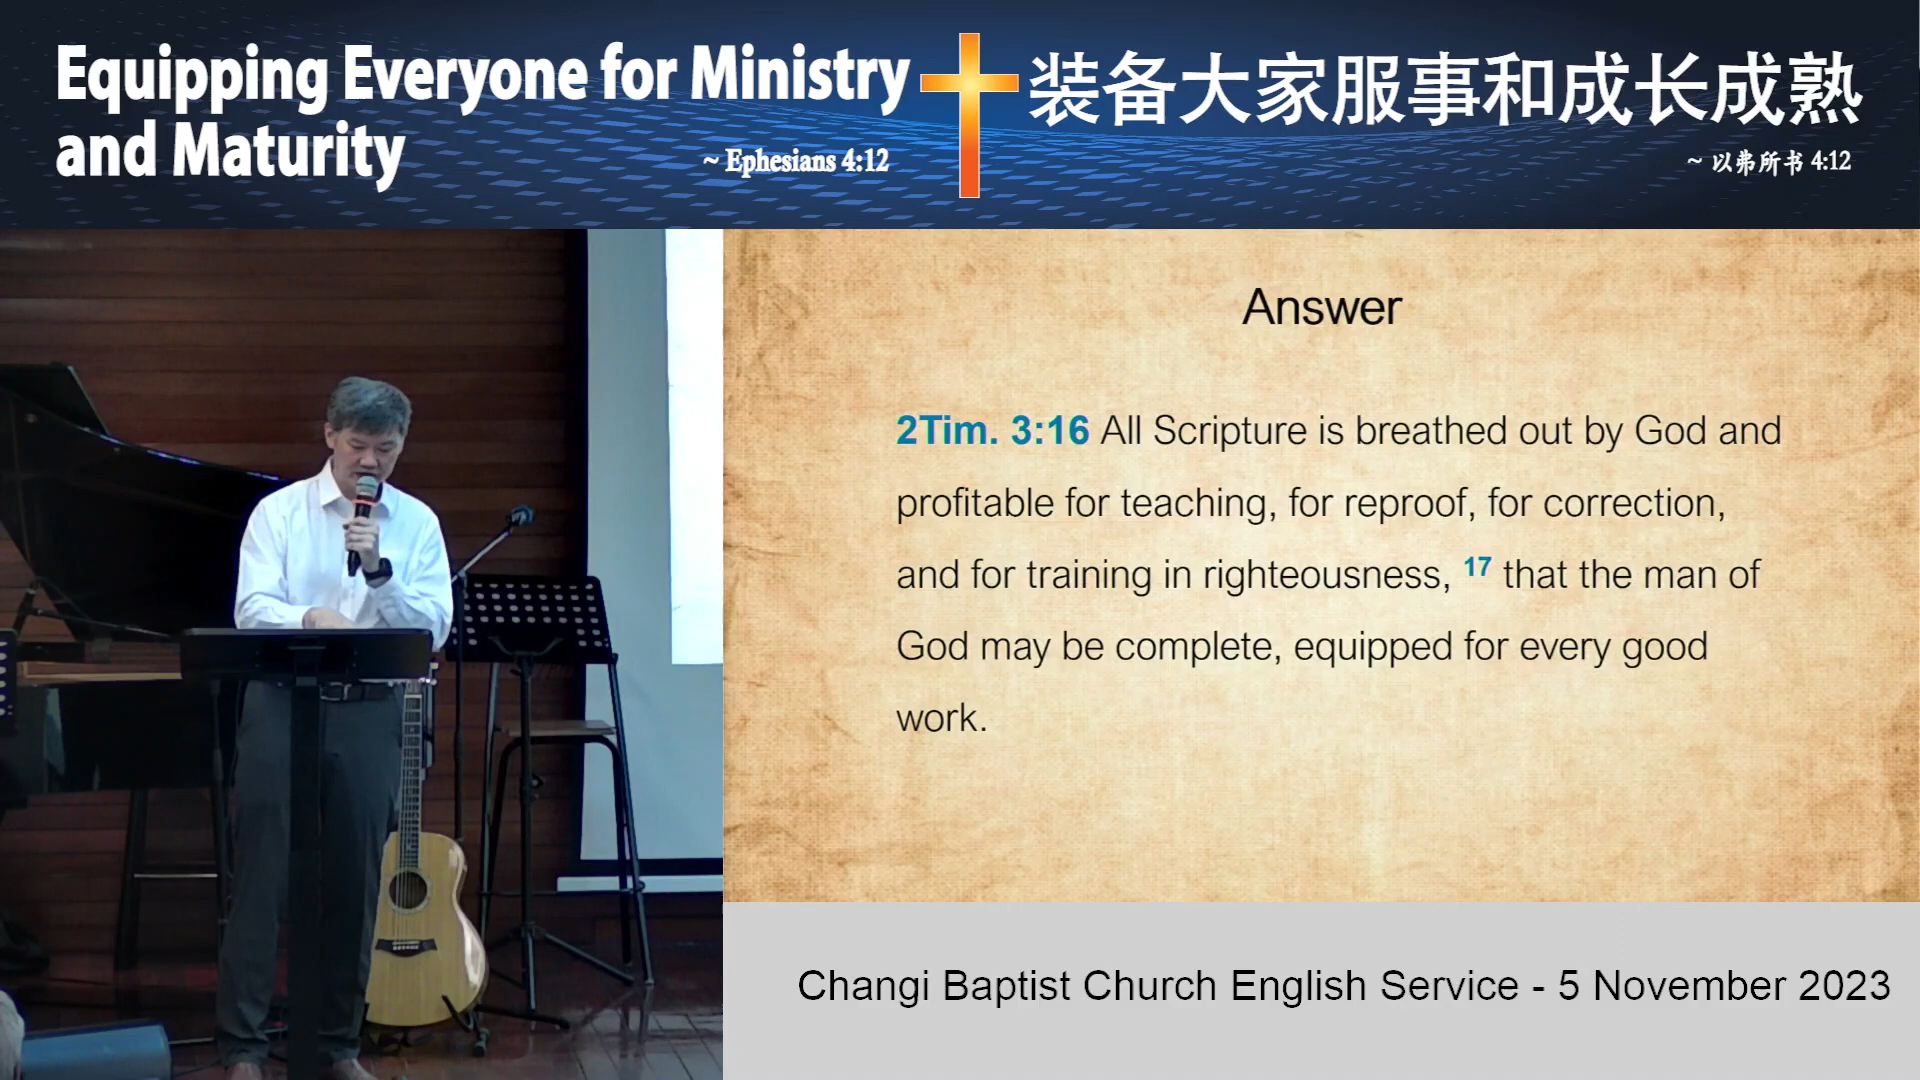 Equipping Everyone for Ministry
and Maturity
~ Ephesians 4:12
装备大家服事和成长成熟
~ 以弗所书 4:12
Answer
2Tim. 3:16 All Scripture is breathed out by God and
profitable for teaching, for reproof, for correction,
and for training in righteousness, 17 that the man of
God may be complete, equipped for every good
work.
Changi Baptist Church English Service - 5 November 2023